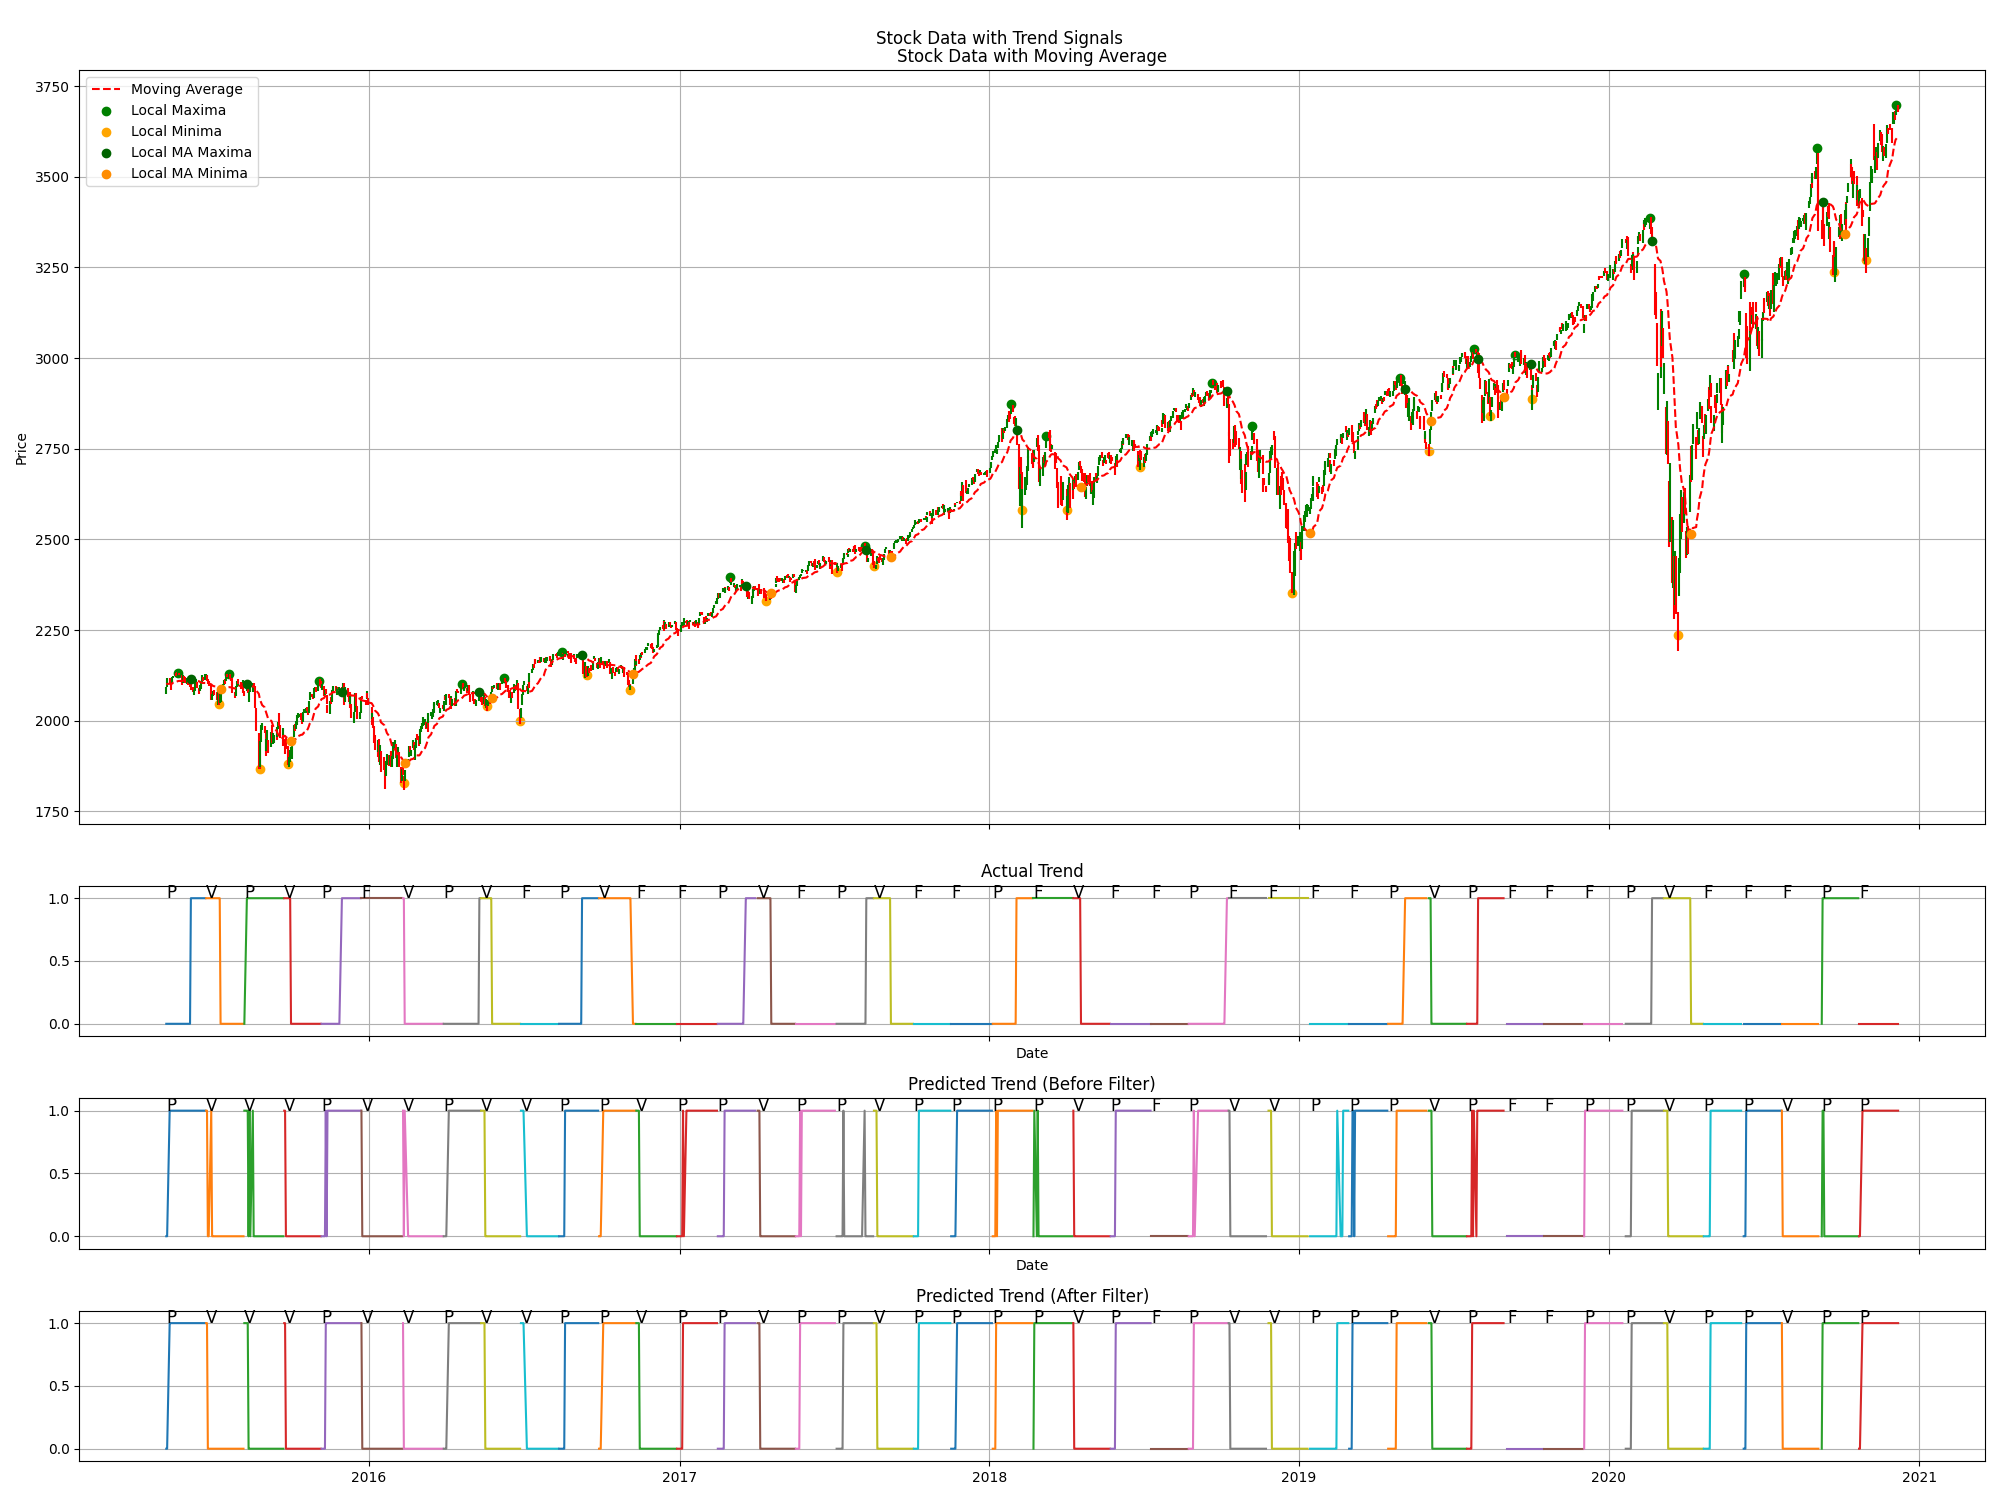 Stock Data with Trend Signals
Stock Data with Moving Average
3750
3500
3250
3000
2750
2500
2250
2000
1750
Price
Moving Average
Local Maxima
Local Minima
Local MA Maxima
Local MA Minima
Actual Trend
P V P V P F V P V F P V F F P V F P V F F P F V F F P F F F F P V P F F F P V F F F P F
1.0
0.5
0.0
Date
Predicted Trend (Before Filter)
P V V V P V V P V V P P V P P V P P V P P P P V P F P V V P P P V P F F P P V P P V P P
1.0
0.5
0.0
Date
Predicted Trend (After Filter)
P V V V P V V P V V P P V P P V P P V P P P P V P F P V V P P P V P F F P P V P P V P P
1.0
0.5
0.0
2016 2017 2018 2019 2020 2021